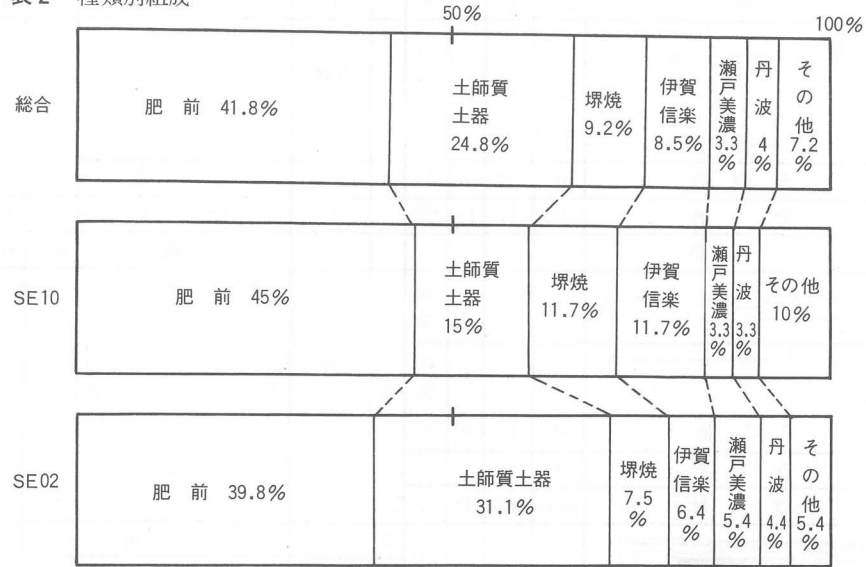 表2 種類別組成
50%
100%
総合
肥前 41.8%
土師質
土器
24.8%
堺焼
9.2%
伊賀
信楽
8.5%
瀬戸美濃
3.3
%
丹波
4
%
その他
7.2
%
SE10
肥前 45%
土師質
土器
15%
堺焼
11.7%
伊賀
信楽
11.7%
瀬戸美濃
3.3
%
丹波
3.3
%
その他
10%
SE02
肥前 39.8%
土師質土器
31.1%
堺焼
7.5
%
伊賀
信楽
6.4
%
瀬戸美濃
5.4
%
丹波
4.4
%
その他
5.4
%